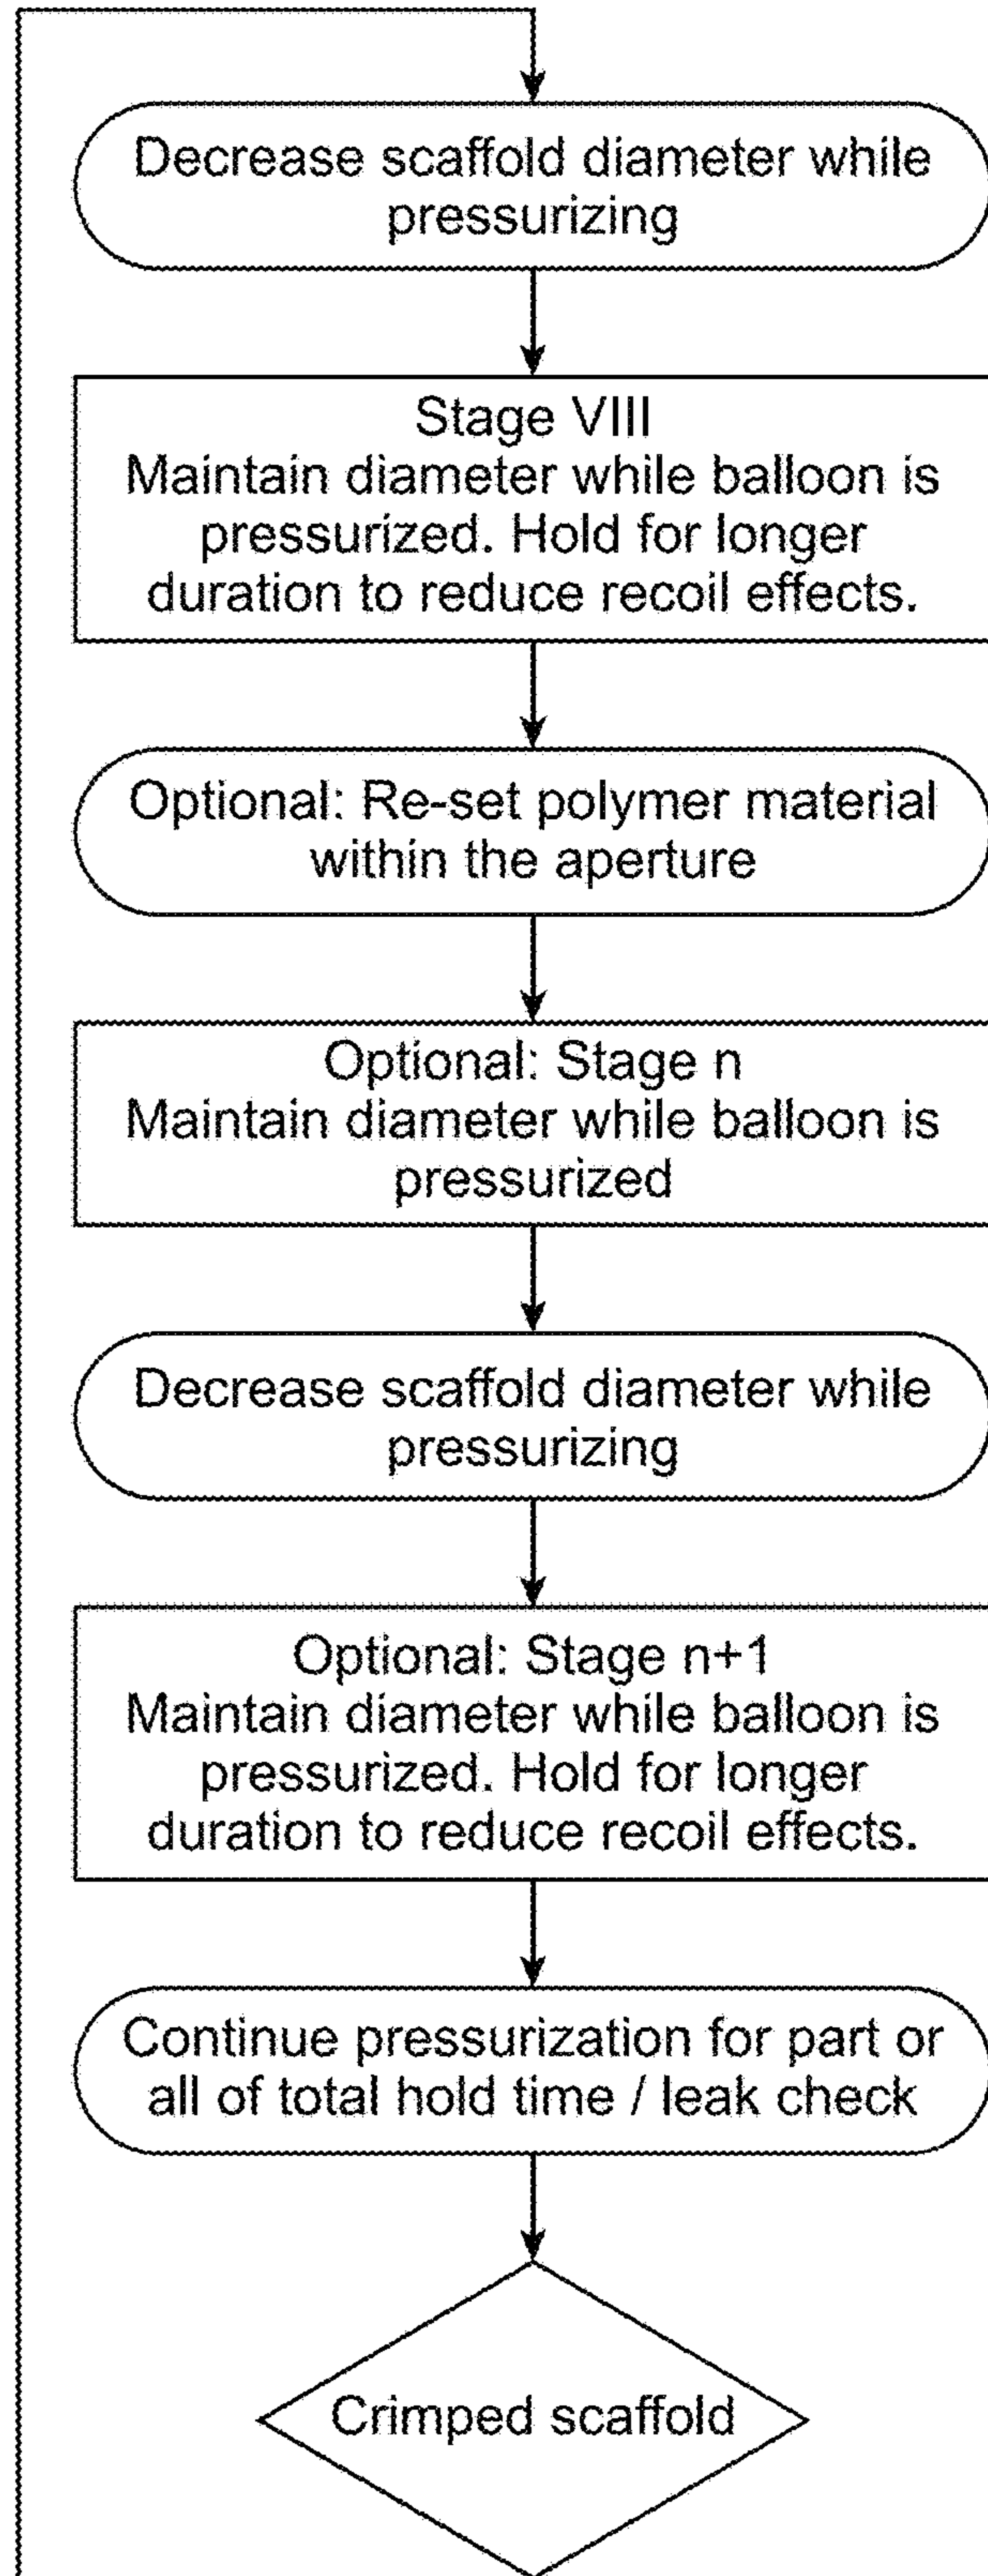 Decrease scaffold diameter while
pressurizing
Stage VIII
Maintain diameter while balloon is
pressurized. Hold for longer
duration to reduce recoil effects.
Optional: Re-set polymer material
within the aperture
Optional: Stage n
Maintain diameter while balloon is
pressurized
Decrease scaffold diameter while
pressurizing
Optional: Stage n+1
Maintain diameter while balloon is
pressurized. Hold for longer
duration to reduce recoil effects.
Continue pressurization for part or
all of total hold time / leak check
Crimped scaffold